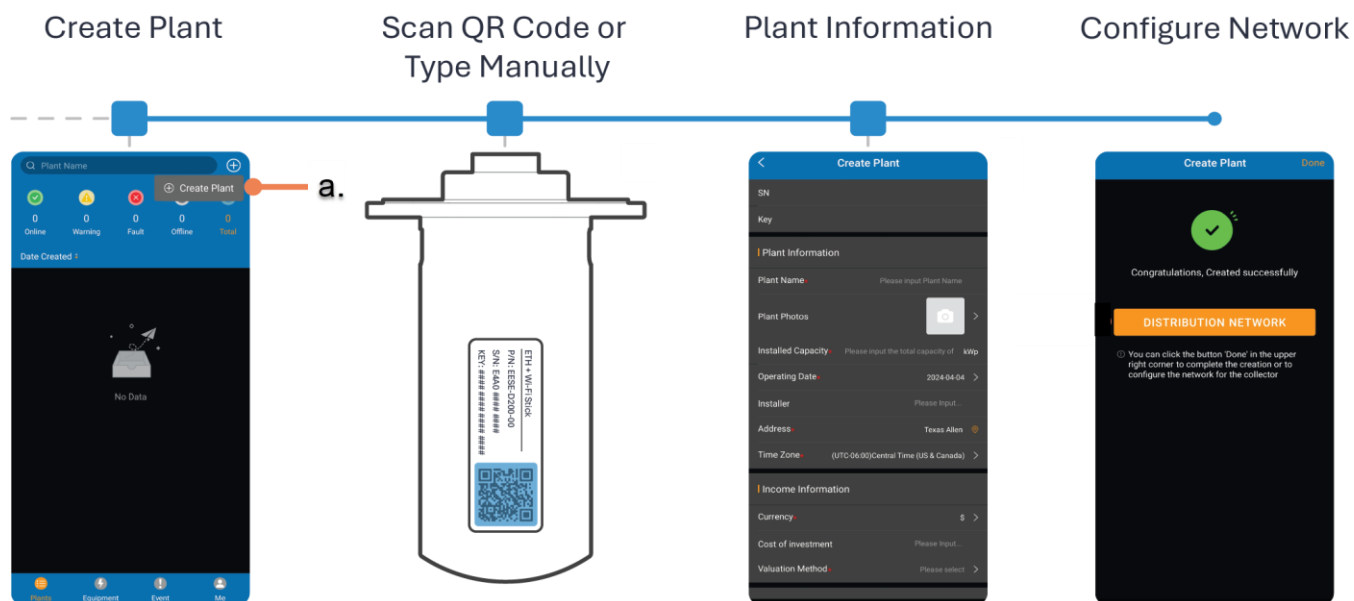 Create Plant
Scan QR Code or
Type Manually
Plant Information
Configure Network
Plant Name
Create Plant
a.
0
0
0
0
0
Online
Warning
Fault
Offline
Total
Date Created
No Data
Plants
Equipment
Event
Me
ETH + Wi-Fi Stick
P/N: EESE-D200-00
S/N: E4A0 #### ####
KEY: #### #### #### ####
Create Plant
SN
Key
Plant Information
Plant Name*
Please input Plant Name
Plant Photos
Installed Capacity*
Please input the total capacity of
kWp
Operating Date*
2024-04-04
Installer
Please Input...
Address*
Texas Allen
Time Zone*
(UTC-06:00)Central Time (US & Canada)
Income Information
Currency*
$
Cost of investment
Please Input...
Valuation Method*
Please select
Create Plant
Done
Congratulations, Created successfully
DISTRIBUTION NETWORK
You can click the button 'Done' in the upper
right corner to complete the creation or to
configure the network for the collector